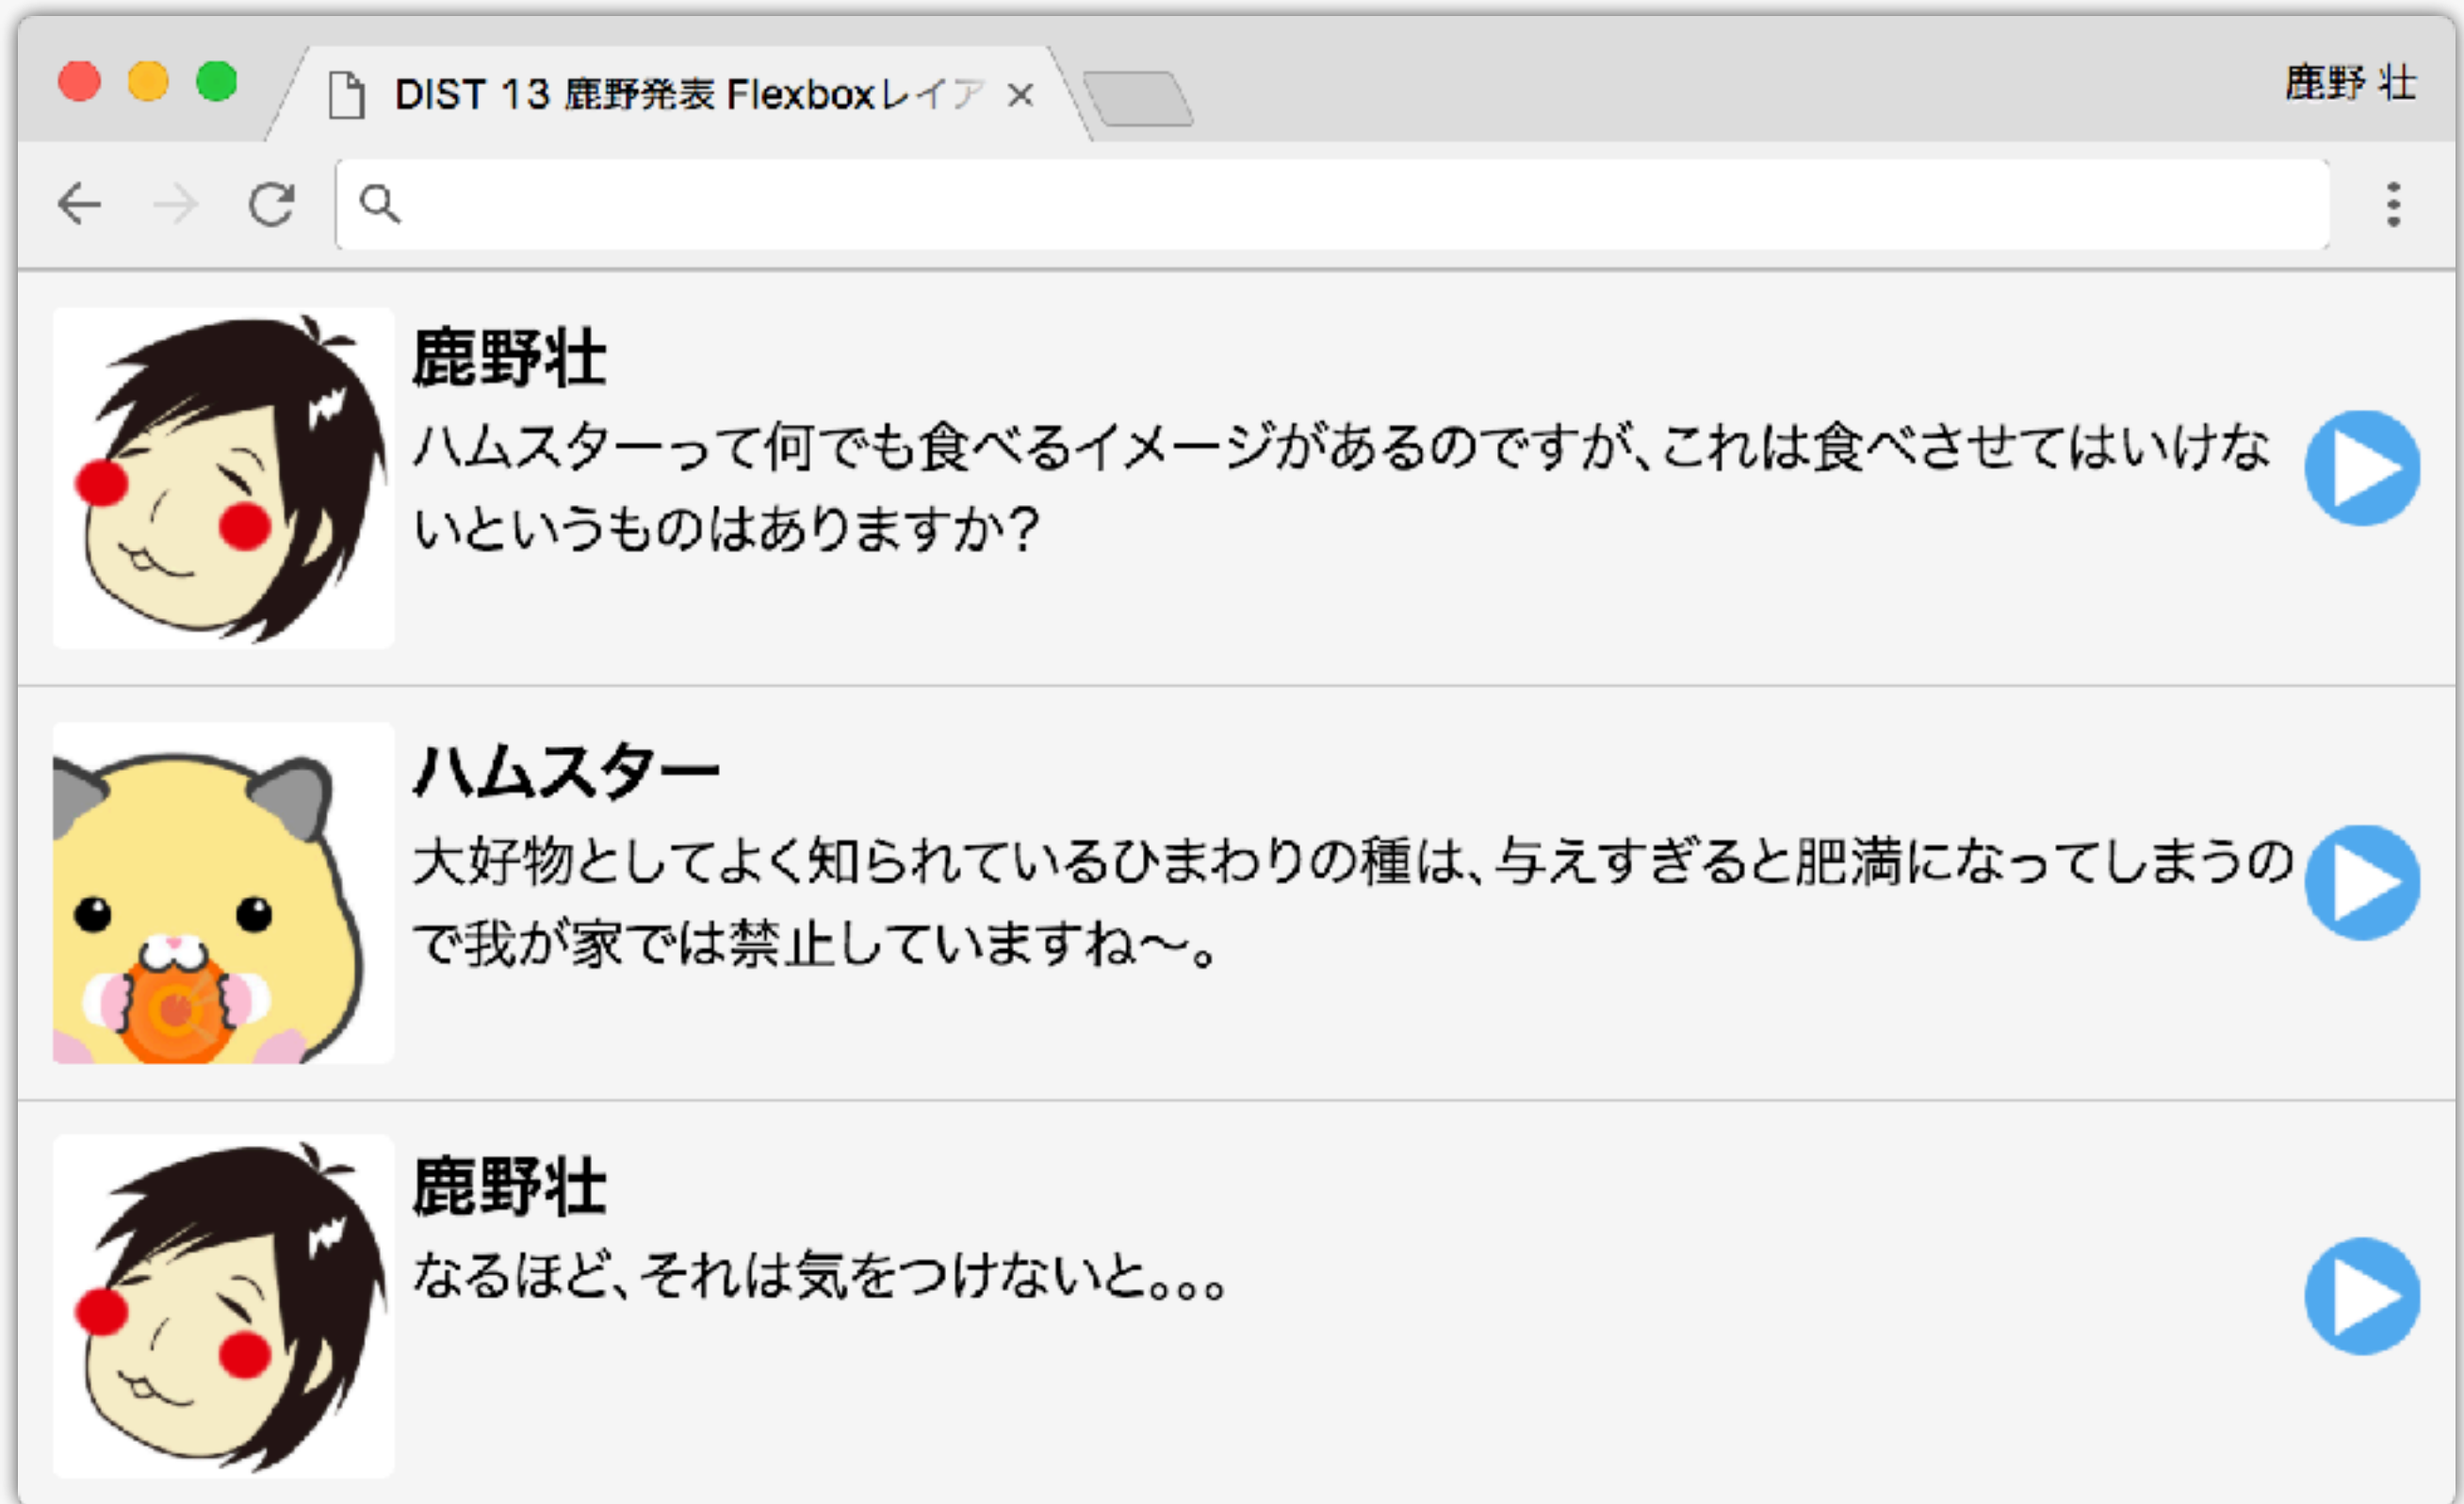 DIST 13 鹿野発表 Flexboxレイア
鹿野 壮
鹿野壮
ハムスターって何でも食べるイメージがあるのですが、これは食べさせてはいけな
いというものはありますか?
ハムスター
大好物としてよく知られているひまわりの種は、与えすぎると肥満になってしまうの
で我が家では禁止していますね〜。
鹿野壮
なるほど、それは気をつけないと。。。